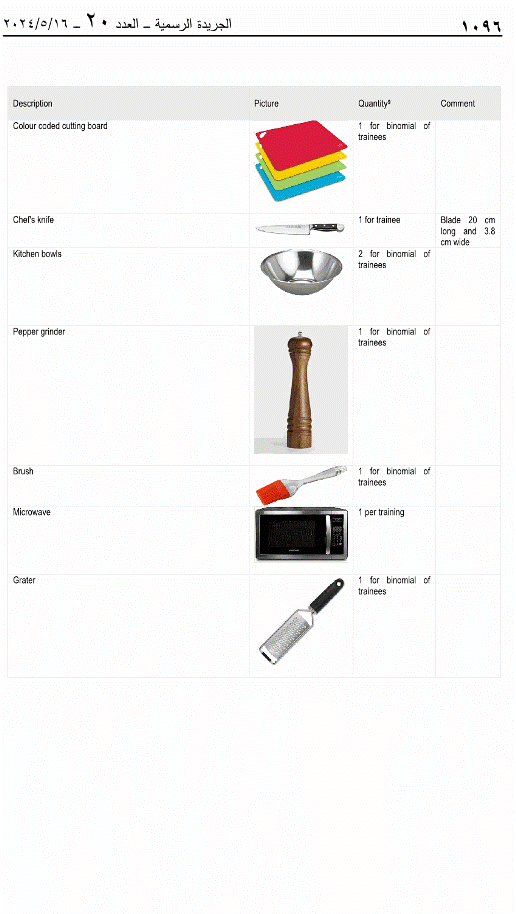 ١٠٩٦ الجريدة الرسمية – العدد ٢٠ – ٢٠٢٤/٥/١٦
Description Picture Quantity⁹ Comment
Colour coded cutting board 1 for binomial of
trainees
Chef's knife 1 for trainee Blade 20 cm
long and 3.8
cm wide
Kitchen bowls 2 for binomial of
trainees
Pepper grinder 1 for binomial of
trainees
Brush 1 for binomial of
trainees
Microwave 1 per training
Grater 1 for binomial of
trainees